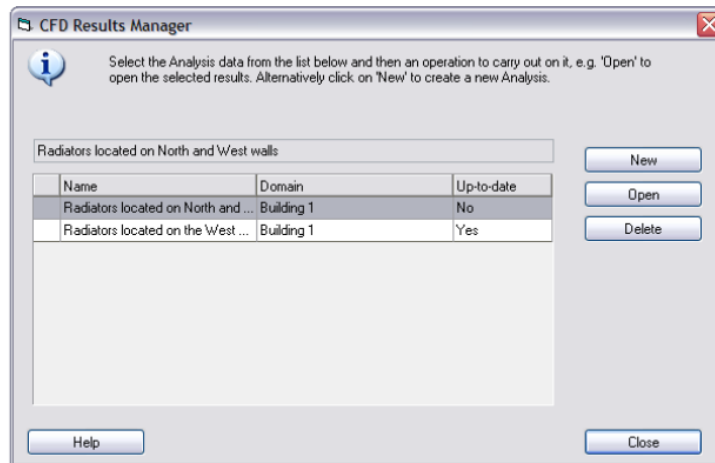 CFD Results Manager
Select the Analysis data from the list below and then an operation to carry out on it, e.g. 'Open' to
open the selected results. Alternatively click on 'New' to create a new Analysis.
Radiators located on North and West walls
New
Name Domain Up-to-date
Open
Radiators located on North and ... Building 1 No
Radiators located on the West ... Building 1 Yes
Delete
Help Close